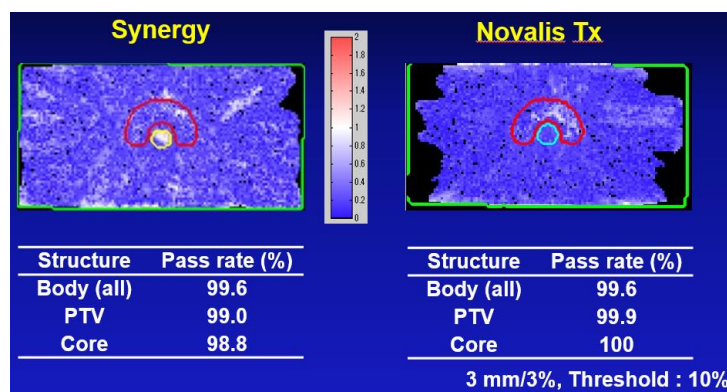 Synergy
Novalis Tx
2
1.8
1.6
1.4
1.2
1
0.8
0.6
0.4
0.2
0
Structure Pass rate (%)
Body (all) 99.6
PTV 99.0
Core 98.8
Structure Pass rate (%)
Body (all) 99.6
PTV 99.9
Core 100
3 mm/3%, Threshold : 10%